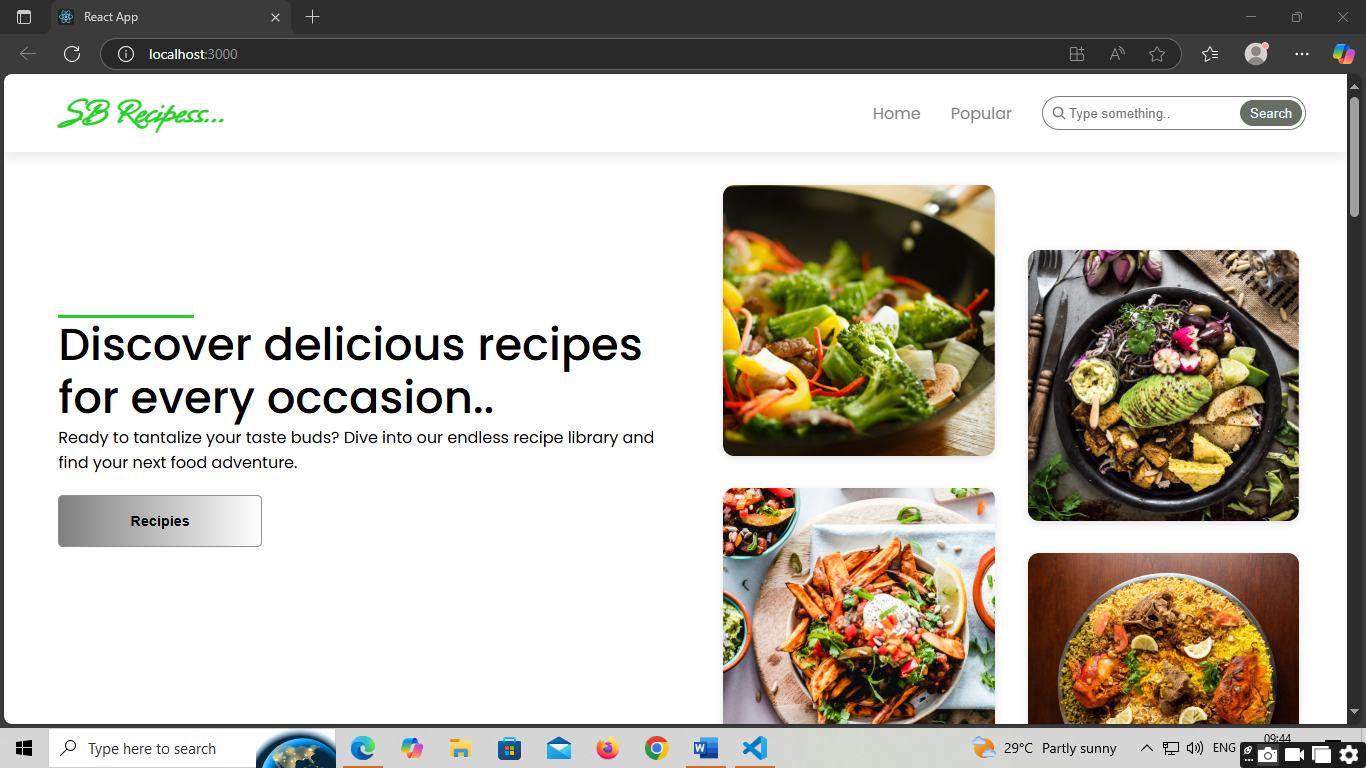 React App
localhost:3000
SB Recipess...
Home
Popular
Type something..
Search
Discover delicious recipes
for every occasion..
Ready to tantalize your taste buds? Dive into our endless recipe library and
find your next food adventure.
Recipies
Type here to search
29°C Partly sunny
ENG
09:44